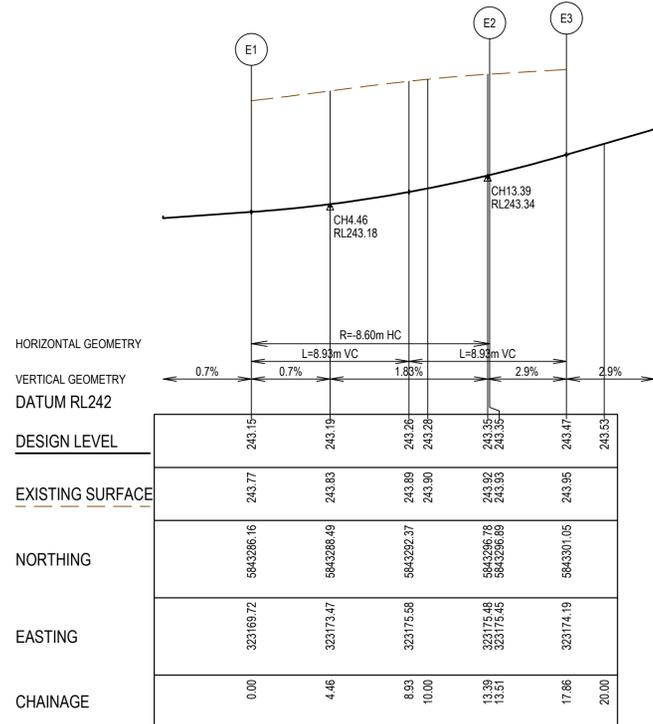 E1
E2
E3
CH4.46
RL243.18
CH13.39
RL243.34
HORIZONTAL GEOMETRY
R=-8.60m HC
L=8.93m VC
L=8.93m VC
VERTICAL GEOMETRY
0.7%
0.7%
1.83%
2.9%
2.9%
DATUM RL242
DESIGN LEVEL
243.15
243.19
243.26
243.28
243.35
243.35
243.47
243.53
EXISTING SURFACE
243.77
243.83
243.89
243.90
243.92
243.93
243.95
NORTHING
5843286.16
5843288.49
5843292.37
5843296.78
5843296.89
5843301.05
EASTING
323169.72
323173.47
323175.58
323175.48
323175.45
323174.19
CHAINAGE
0.00
4.46
8.93
10.00
13.39
13.51
17.86
20.00